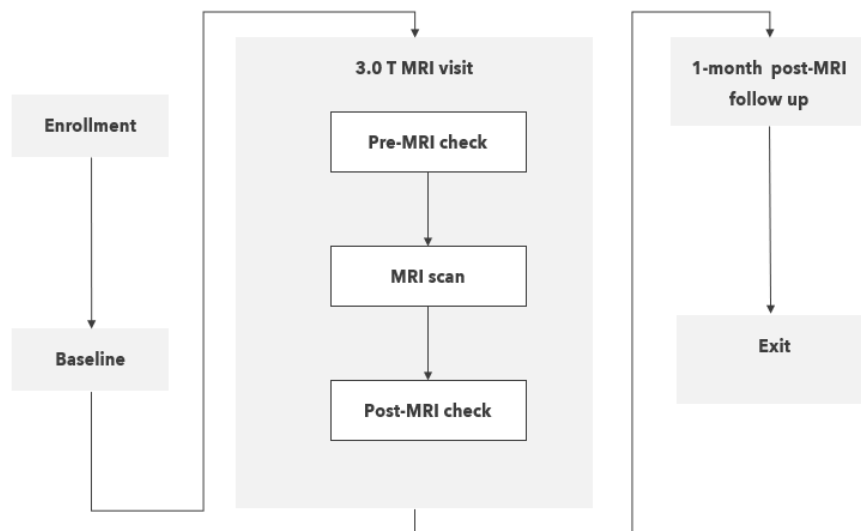 Enrollment
Baseline
3.0 T MRI visit
Pre-MRI check
MRI scan
Post-MRI check
1-month post-MRI
follow up
Exit